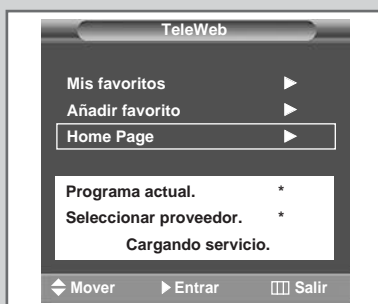 TeleWeb
Mis favoritos
Añadir favorito
Home Page
Programa actual. *
Seleccionar proveedor. *
Cargando servicio.
Mover Entrar Salir